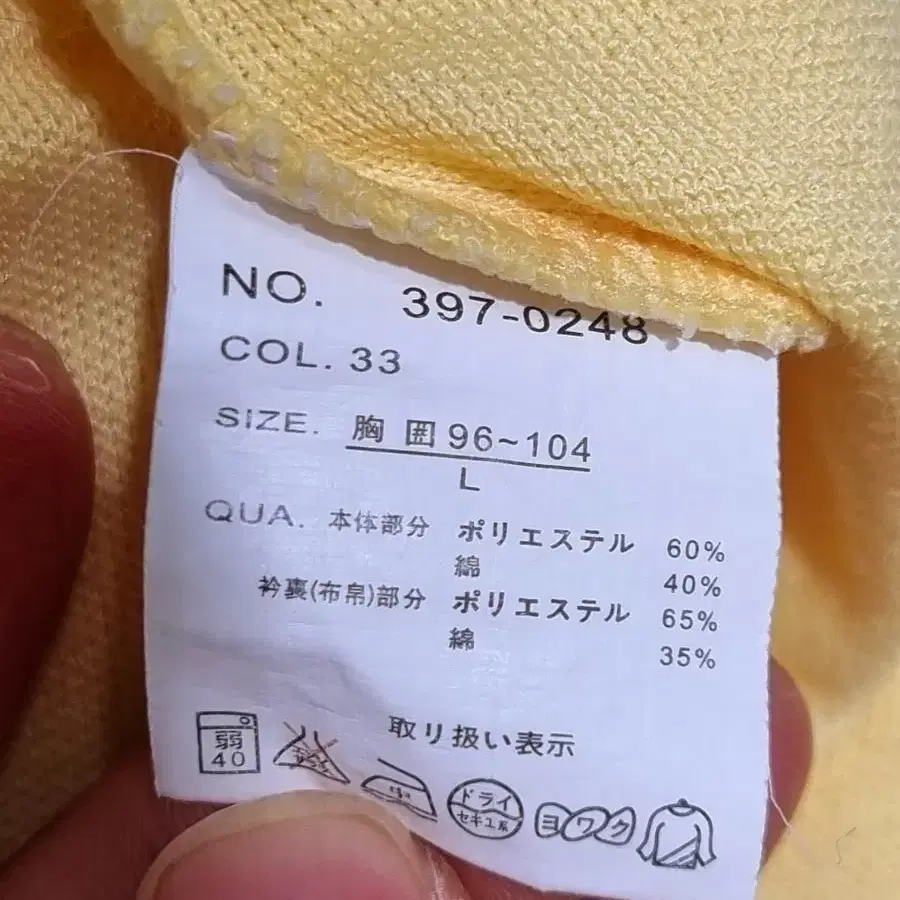 NO. 397-0248
COL. 33
SIZE. 胸 囲 96~104
L
QUA. 本体部分 ポリエステル 60%
綿 40%
衿裏(布帛)部分 ポリエステル 65%
綿 35%
取り扱い表示
弱
40
中
ドライ
セキユ系
ヨワク